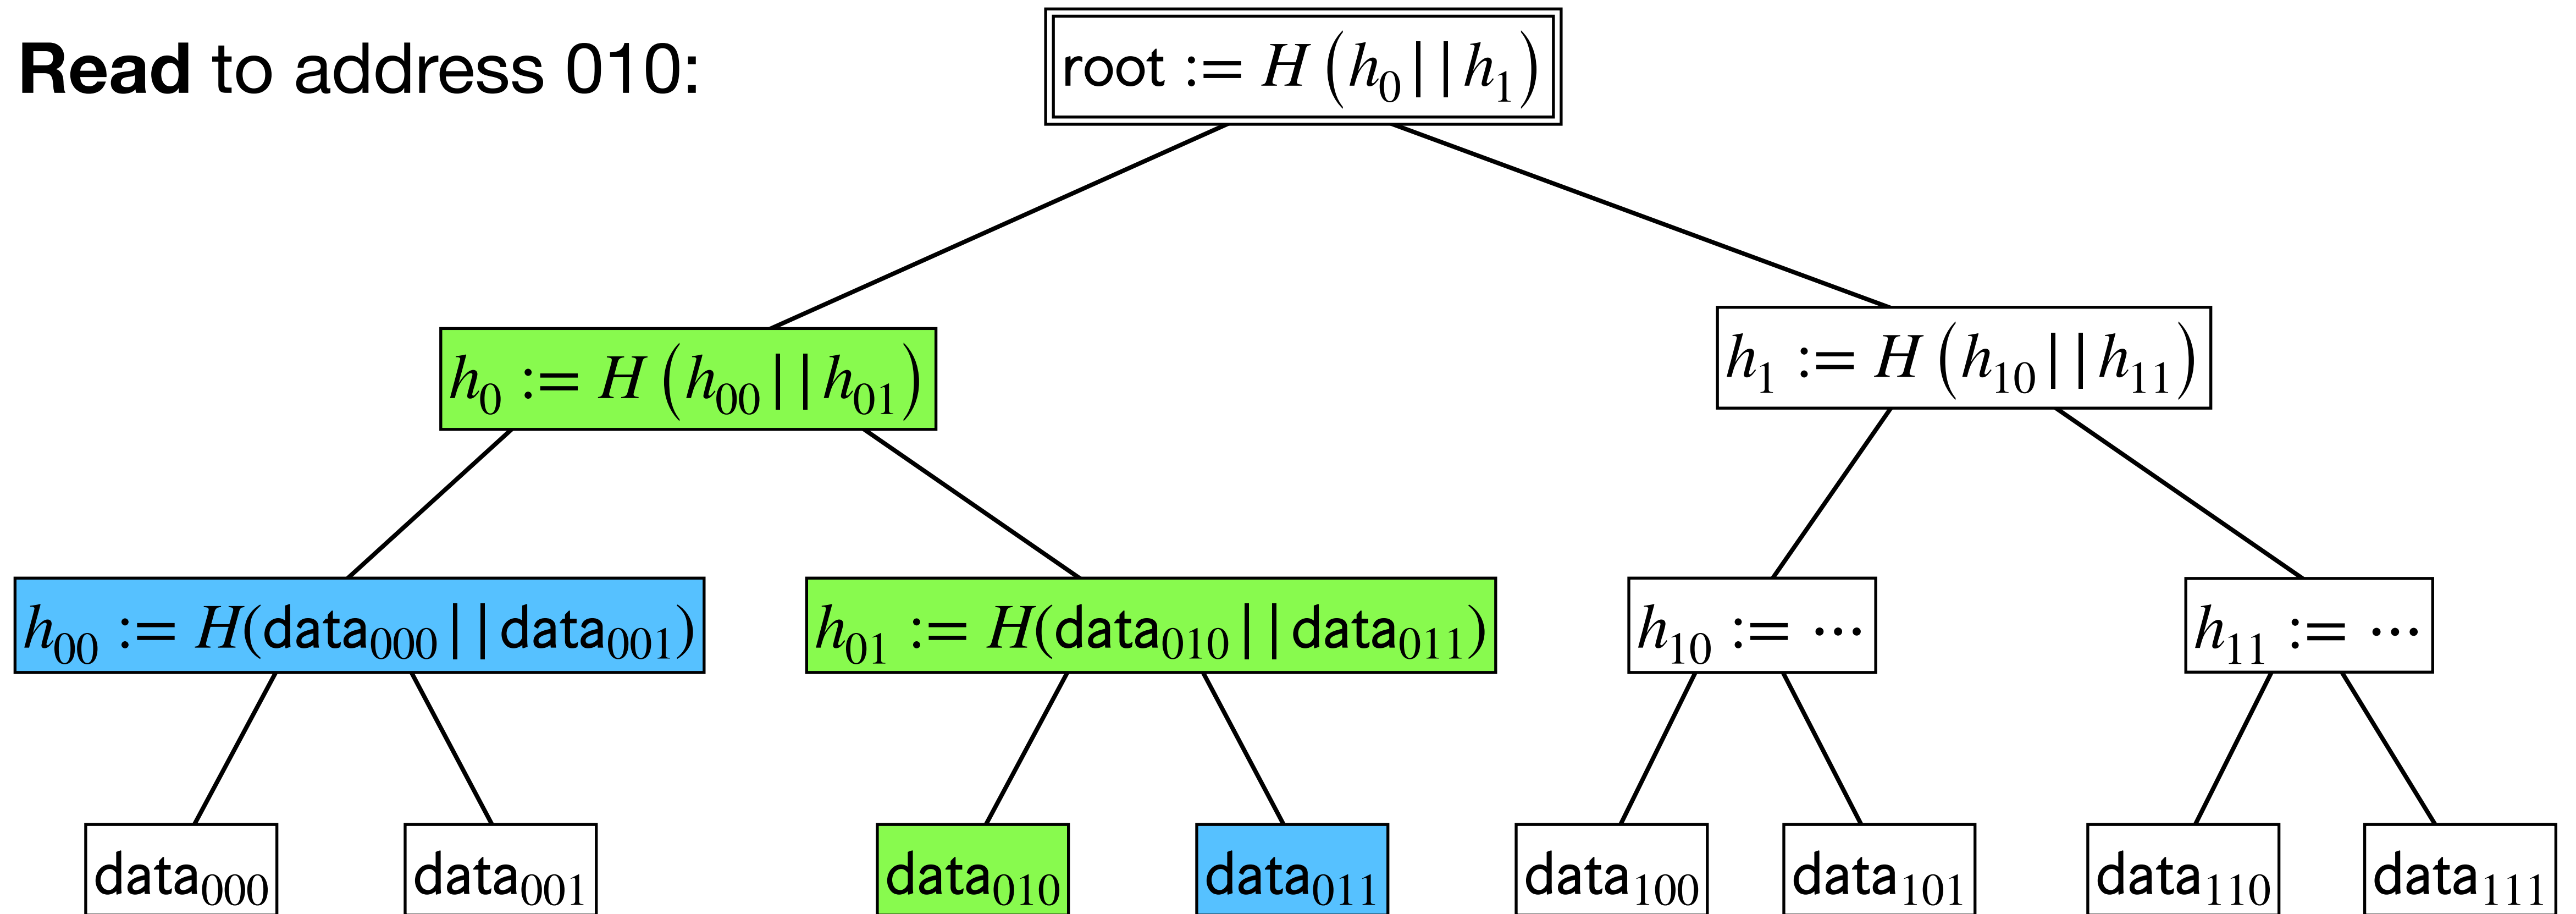 Read to address 010:
root := H (h₀ || h₁)
h₀ := H (h₀₀ || h₀₁)
h₁ := H (h₁₀ || h₁₁)
h₀₀ := H(data₀₀₀ || data₀₀₁)
h₀₁ := H(data₀₁₀ || data₀₁₁)
h₁₀ := ⋯
h₁₁ := ⋯
data₀₀₀
data₀₀₁
data₀₁₀
data₀₁₁
data₁₀₀
data₁₀₁
data₁₁₀
data₁₁₁